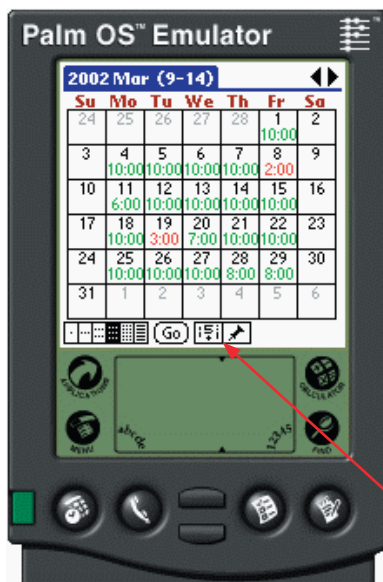 Palm OS™ Emulator
2002 Mar (9-14)
Su Mo Tu We Th Fr Sa
24 25 26 27 28 1 2
10:00
3 4 5 6 7 8 9
10:00 10:00 10:00 10:00 2:00
10 11 12 13 14 15 16
6:00 10:00 10:00 10:00 10:00
17 18 19 20 21 22 23
10:00 3:00 7:00 10:00 10:00
24 25 26 27 28 29 30
10:00 10:00 10:00 8:00 8:00
31 1 2 3 4 5 6
Go
APPLICATIONS
CALCULATOR
MENU
abcde
12345
FIND